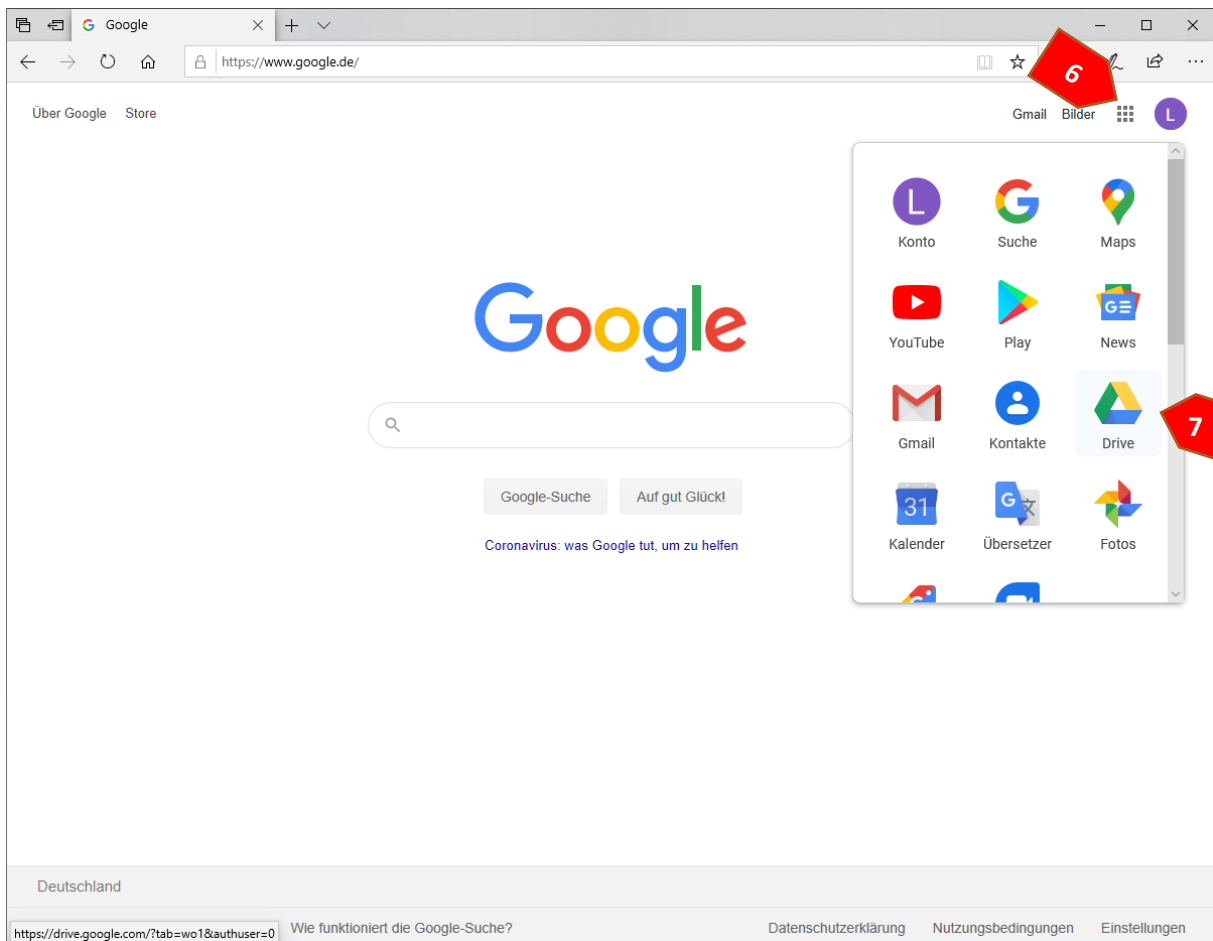 Google
https://www.google.de/
6
Über Google Store
Gmail Bilder L
L G
Konto Suche Maps
GE
YouTube Play News
Gmail Kontakte Drive
7
31 G 文
Kalender Übersetzer Fotos
Google
Google-Suche Auf gut Glück!
Coronavirus: was Google tut, um zu helfen
Deutschland
https://drive.google.com/?tab=wo1&authuser=0 Wie funktioniert die Google-Suche? Datenschutzerklärung Nutzungsbedingungen Einstellungen